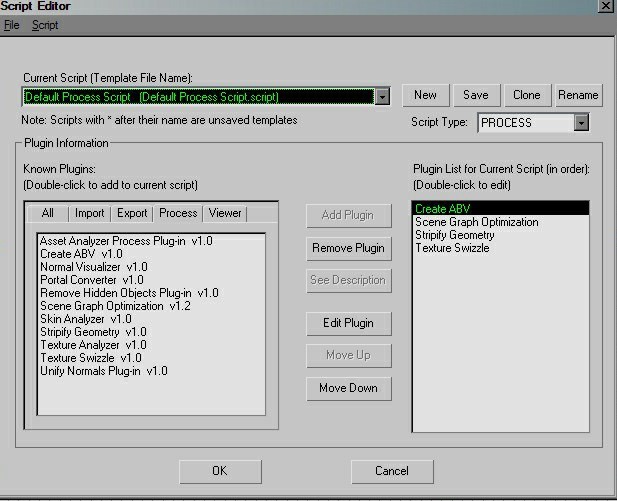 Script Editor
File Script
Current Script (Template File Name):
Default Process Script (Default Process Script.script)
New Save Clone Rename
Note: Scripts with * after their name are unsaved templates
Script Type: PROCESS
Plugin Information
Known Plugins:
(Double-click to add to current script)
All Import Export Process Viewer
Asset Analyzer Process Plug-in v1.0
Create ABV v1.0
Normal Visualizer v1.0
Portal Converter v1.0
Remove Hidden Objects Plug-in v1.0
Scene Graph Optimization v1.2
Skin Analyzer v1.0
Stripify Geometry v1.0
Texture Analyzer v1.0
Texture Swizzle v1.0
Unify Normals Plug-in v1.0
Add Plugin
Remove Plugin
See Description
Edit Plugin
Move Up
Move Down
Plugin List for Current Script (in order):
(Double-click to edit)
Create ABV
Scene Graph Optimization
Stripify Geometry
Texture Swizzle
OK Cancel